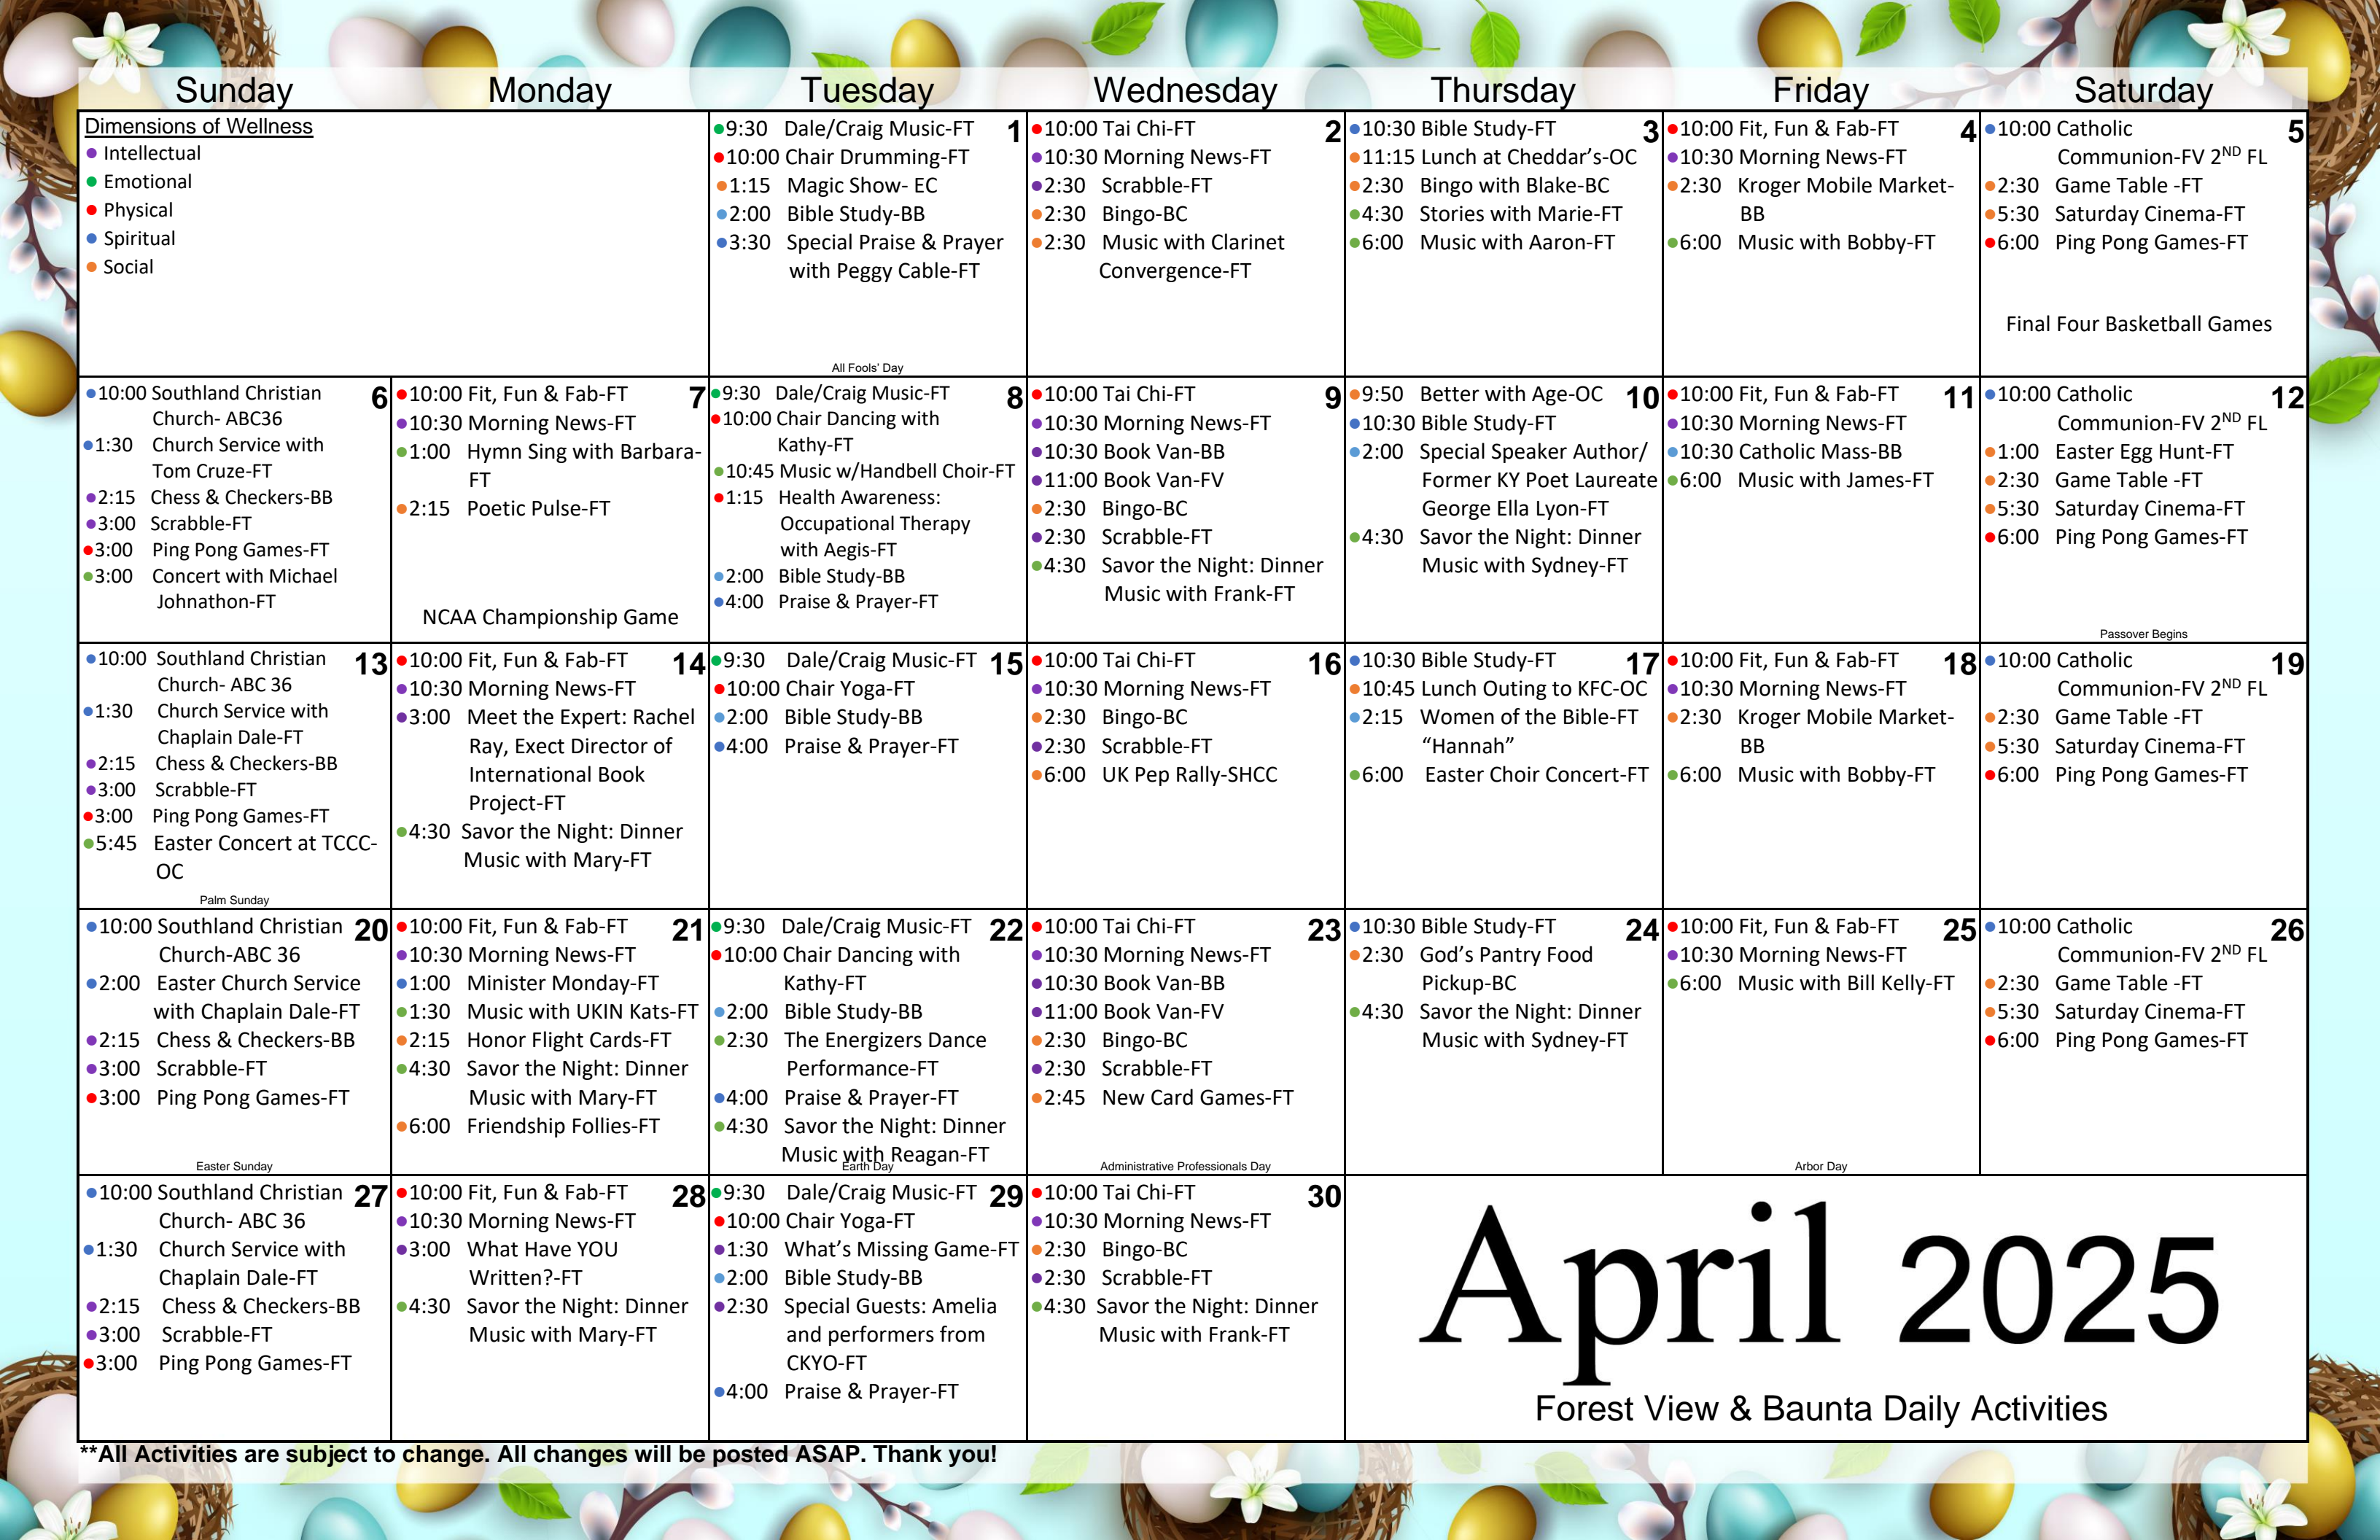 Sunday Monday Tuesday Wednesday Thursday Friday Saturday
Dimensions of Wellness
• Intellectual
• Emotional
• Physical
• Spiritual
• Social
1
•9:30 Dale/Craig Music-FT
•10:00 Chair Drumming-FT
•1:15 Magic Show- EC
•2:00 Bible Study-BB
•3:30 Special Praise & Prayer
with Peggy Cable-FT
All Fools' Day
2
•10:00 Tai Chi-FT
•10:30 Morning News-FT
•2:30 Scrabble-FT
•2:30 Bingo-BC
•2:30 Music with Clarinet
Convergence-FT
3
•10:30 Bible Study-FT
•11:15 Lunch at Cheddar’s-OC
•2:30 Bingo with Blake-BC
•4:30 Stories with Marie-FT
•6:00 Music with Aaron-FT
4
•10:00 Fit, Fun & Fab-FT
•10:30 Morning News-FT
•2:30 Kroger Mobile Market-
BB
•6:00 Music with Bobby-FT
5
•10:00 Catholic
Communion-FV 2ND FL
•2:30 Game Table -FT
•5:30 Saturday Cinema-FT
•6:00 Ping Pong Games-FT
Final Four Basketball Games
6
•10:00 Southland Christian
Church- ABC36
•1:30 Church Service with
Tom Cruze-FT
•2:15 Chess & Checkers-BB
•3:00 Scrabble-FT
•3:00 Ping Pong Games-FT
•3:00 Concert with Michael
Johnathon-FT
7
•10:00 Fit, Fun & Fab-FT
•10:30 Morning News-FT
•1:00 Hymn Sing with Barbara-
FT
•2:15 Poetic Pulse-FT
NCAA Championship Game
8
•9:30 Dale/Craig Music-FT
•10:00 Chair Dancing with
Kathy-FT
•10:45 Music w/Handbell Choir-FT
•1:15 Health Awareness:
Occupational Therapy
with Aegis-FT
•2:00 Bible Study-BB
•4:00 Praise & Prayer-FT
9
•10:00 Tai Chi-FT
•10:30 Morning News-FT
•10:30 Book Van-BB
•11:00 Book Van-FV
•2:30 Bingo-BC
•2:30 Scrabble-FT
•4:30 Savor the Night: Dinner
Music with Frank-FT
10
•9:50 Better with Age-OC
•10:30 Bible Study-FT
•2:00 Special Speaker Author/
Former KY Poet Laureate
George Ella Lyon-FT
•4:30 Savor the Night: Dinner
Music with Sydney-FT
11
•10:00 Fit, Fun & Fab-FT
•10:30 Morning News-FT
•10:30 Catholic Mass-BB
•6:00 Music with James-FT
12
•10:00 Catholic
Communion-FV 2ND FL
•1:00 Easter Egg Hunt-FT
•2:30 Game Table -FT
•5:30 Saturday Cinema-FT
•6:00 Ping Pong Games-FT
Passover Begins
13
•10:00 Southland Christian
Church- ABC 36
•1:30 Church Service with
Chaplain Dale-FT
•2:15 Chess & Checkers-BB
•3:00 Scrabble-FT
•3:00 Ping Pong Games-FT
•5:45 Easter Concert at TCCC-
OC
Palm Sunday
14
•10:00 Fit, Fun & Fab-FT
•10:30 Morning News-FT
•3:00 Meet the Expert: Rachel
Ray, Exect Director of
International Book
Project-FT
•4:30 Savor the Night: Dinner
Music with Mary-FT
15
•9:30 Dale/Craig Music-FT
•10:00 Chair Yoga-FT
•2:00 Bible Study-BB
•4:00 Praise & Prayer-FT
16
•10:00 Tai Chi-FT
•10:30 Morning News-FT
•2:30 Bingo-BC
•2:30 Scrabble-FT
•6:00 UK Pep Rally-SHCC
17
•10:30 Bible Study-FT
•10:45 Lunch Outing to KFC-OC
•2:15 Women of the Bible-FT
“Hannah”
•6:00 Easter Choir Concert-FT
18
•10:00 Fit, Fun & Fab-FT
•10:30 Morning News-FT
•2:30 Kroger Mobile Market-
BB
•6:00 Music with Bobby-FT
19
•10:00 Catholic
Communion-FV 2ND FL
•2:30 Game Table -FT
•5:30 Saturday Cinema-FT
•6:00 Ping Pong Games-FT
20
•10:00 Southland Christian
Church-ABC 36
•2:00 Easter Church Service
with Chaplain Dale-FT
•2:15 Chess & Checkers-BB
•3:00 Scrabble-FT
•3:00 Ping Pong Games-FT
Easter Sunday
21
•10:00 Fit, Fun & Fab-FT
•10:30 Morning News-FT
•1:00 Minister Monday-FT
•1:30 Music with UKIN Kats-FT
•2:15 Honor Flight Cards-FT
•4:30 Savor the Night: Dinner
Music with Mary-FT
•6:00 Friendship Follies-FT
22
•9:30 Dale/Craig Music-FT
•10:00 Chair Dancing with
Kathy-FT
•2:00 Bible Study-BB
•2:30 The Energizers Dance
Performance-FT
•4:00 Praise & Prayer-FT
•4:30 Savor the Night: Dinner
Music with Reagan-FT
Earth Day
23
•10:00 Tai Chi-FT
•10:30 Morning News-FT
•10:30 Book Van-BB
•11:00 Book Van-FV
•2:30 Bingo-BC
•2:30 Scrabble-FT
•2:45 New Card Games-FT
Administrative Professionals Day
24
•10:30 Bible Study-FT
•2:30 God’s Pantry Food
Pickup-BC
•4:30 Savor the Night: Dinner
Music with Sydney-FT
25
•10:00 Fit, Fun & Fab-FT
•10:30 Morning News-FT
•6:00 Music with Bill Kelly-FT
Arbor Day
26
•10:00 Catholic
Communion-FV 2ND FL
•2:30 Game Table -FT
•5:30 Saturday Cinema-FT
•6:00 Ping Pong Games-FT
27
•10:00 Southland Christian
Church- ABC 36
•1:30 Church Service with
Chaplain Dale-FT
•2:15 Chess & Checkers-BB
•3:00 Scrabble-FT
•3:00 Ping Pong Games-FT
28
•10:00 Fit, Fun & Fab-FT
•10:30 Morning News-FT
•3:00 What Have YOU
Written?-FT
•4:30 Savor the Night: Dinner
Music with Mary-FT
29
•9:30 Dale/Craig Music-FT
•10:00 Chair Yoga-FT
•1:30 What’s Missing Game-FT
•2:00 Bible Study-BB
•2:30 Special Guests: Amelia
and performers from
CKYO-FT
•4:00 Praise & Prayer-FT
30
•10:00 Tai Chi-FT
•10:30 Morning News-FT
•2:30 Bingo-BC
•2:30 Scrabble-FT
•4:30 Savor the Night: Dinner
Music with Frank-FT
April 2025
Forest View & Baunta Daily Activities
**All Activities are subject to change. All changes will be posted ASAP. Thank you!